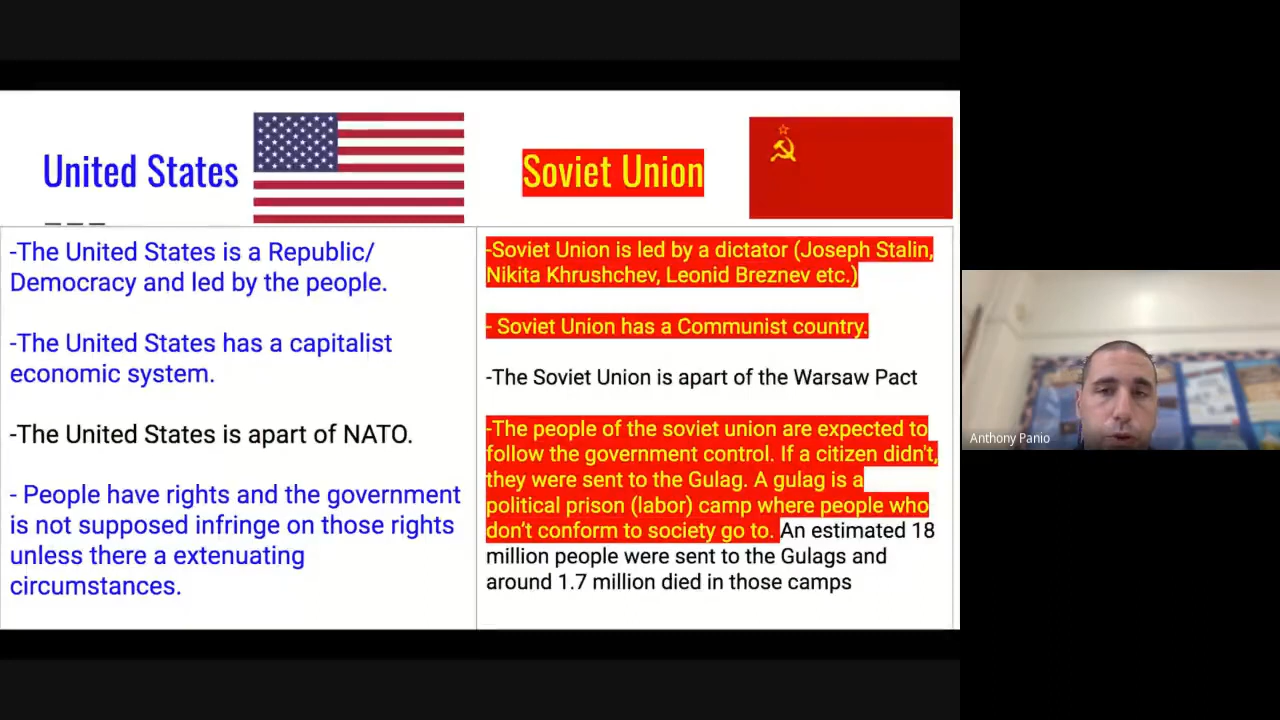 United States
Soviet Union
-The United States is a Republic/
Democracy and led by the people.
-The United States has a capitalist
economic system.
-The United States is apart of NATO.
- People have rights and the government
is not supposed infringe on those rights
unless there a extenuating
circumstances.
-Soviet Union is led by a dictator (Joseph Stalin,
Nikita Khrushchev, Leonid Breznev etc.)
- Soviet Union has a Communist country.
-The Soviet Union is apart of the Warsaw Pact
-The people of the soviet union are expected to
follow the government control. If a citizen didn't,
they were sent to the Gulag. A gulag is a
political prison (labor) camp where people who
don't conform to society go to. An estimated 18
million people were sent to the Gulags and
around 1.7 million died in those camps
Anthony Panio